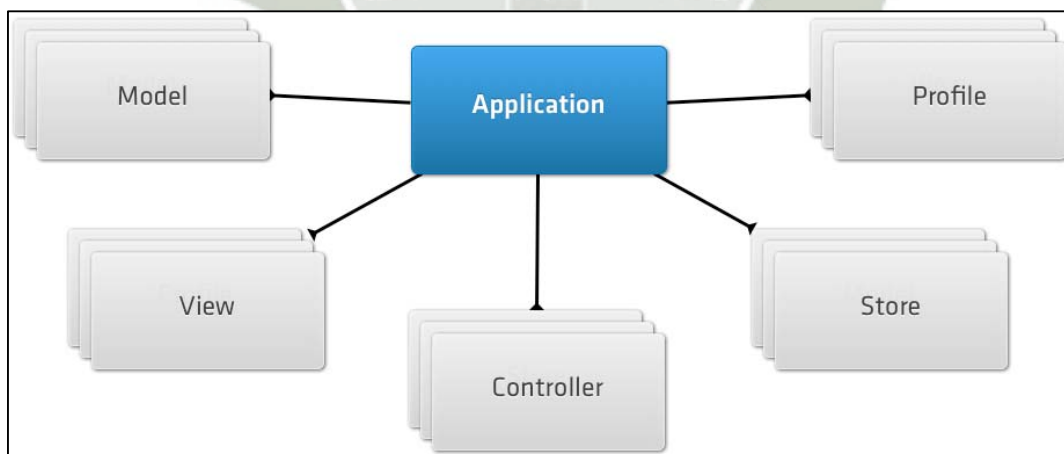 Model
Application
Profile
View
Store
Controller